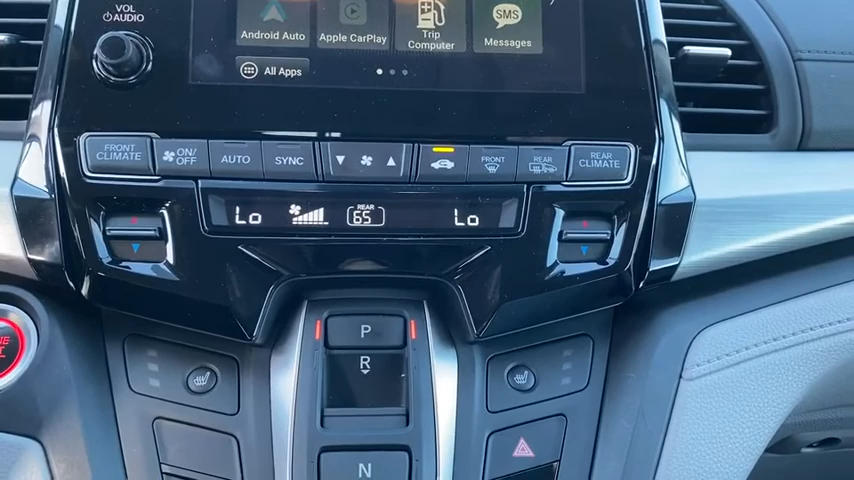 VOL
AUDIO
Android Auto
Apple CarPlay
Trip
Computer
SMS
Messages
All Apps
FRONT
CLIMATE
ON/
OFF
AUTO
SYNC
FRONT
REAR
REAR
CLIMATE
Lo
REAR
65
Lo
P
R
N